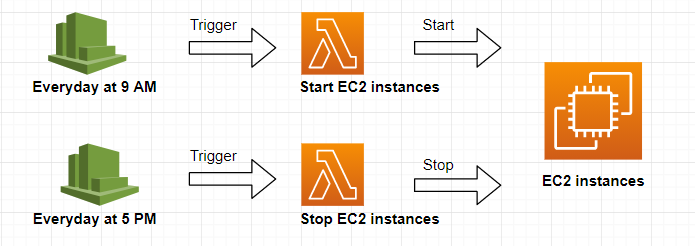 Trigger
Start
Everyday at 9 AM
Start EC2 instances
Trigger
Stop
EC2 instances
Everyday at 5 PM
Stop EC2 instances